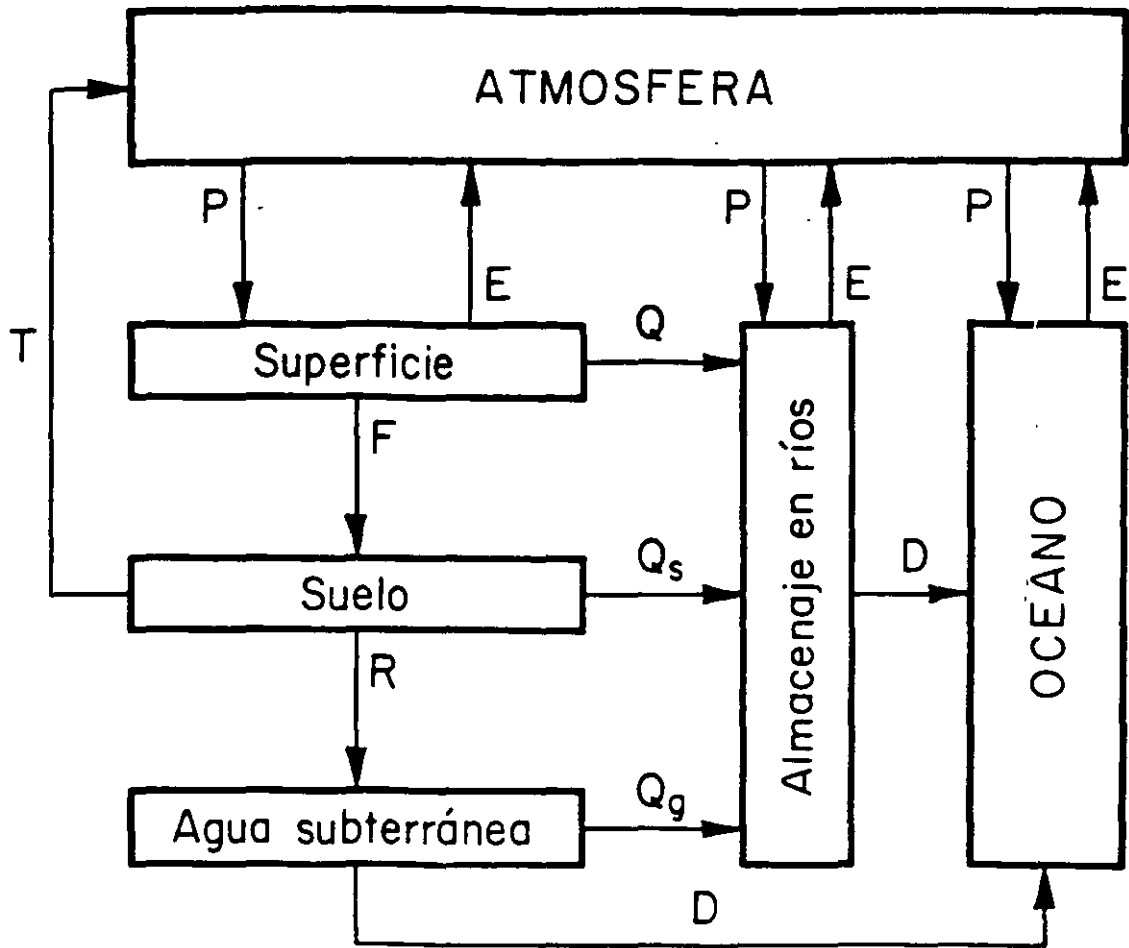 ATMOSFERA
P
P
P
E
E
E
T
Superficie
Q
F
Suelo
Qs
R
Agua subterránea
Qg
Almacenaje en ríos
D
OCEANO
D